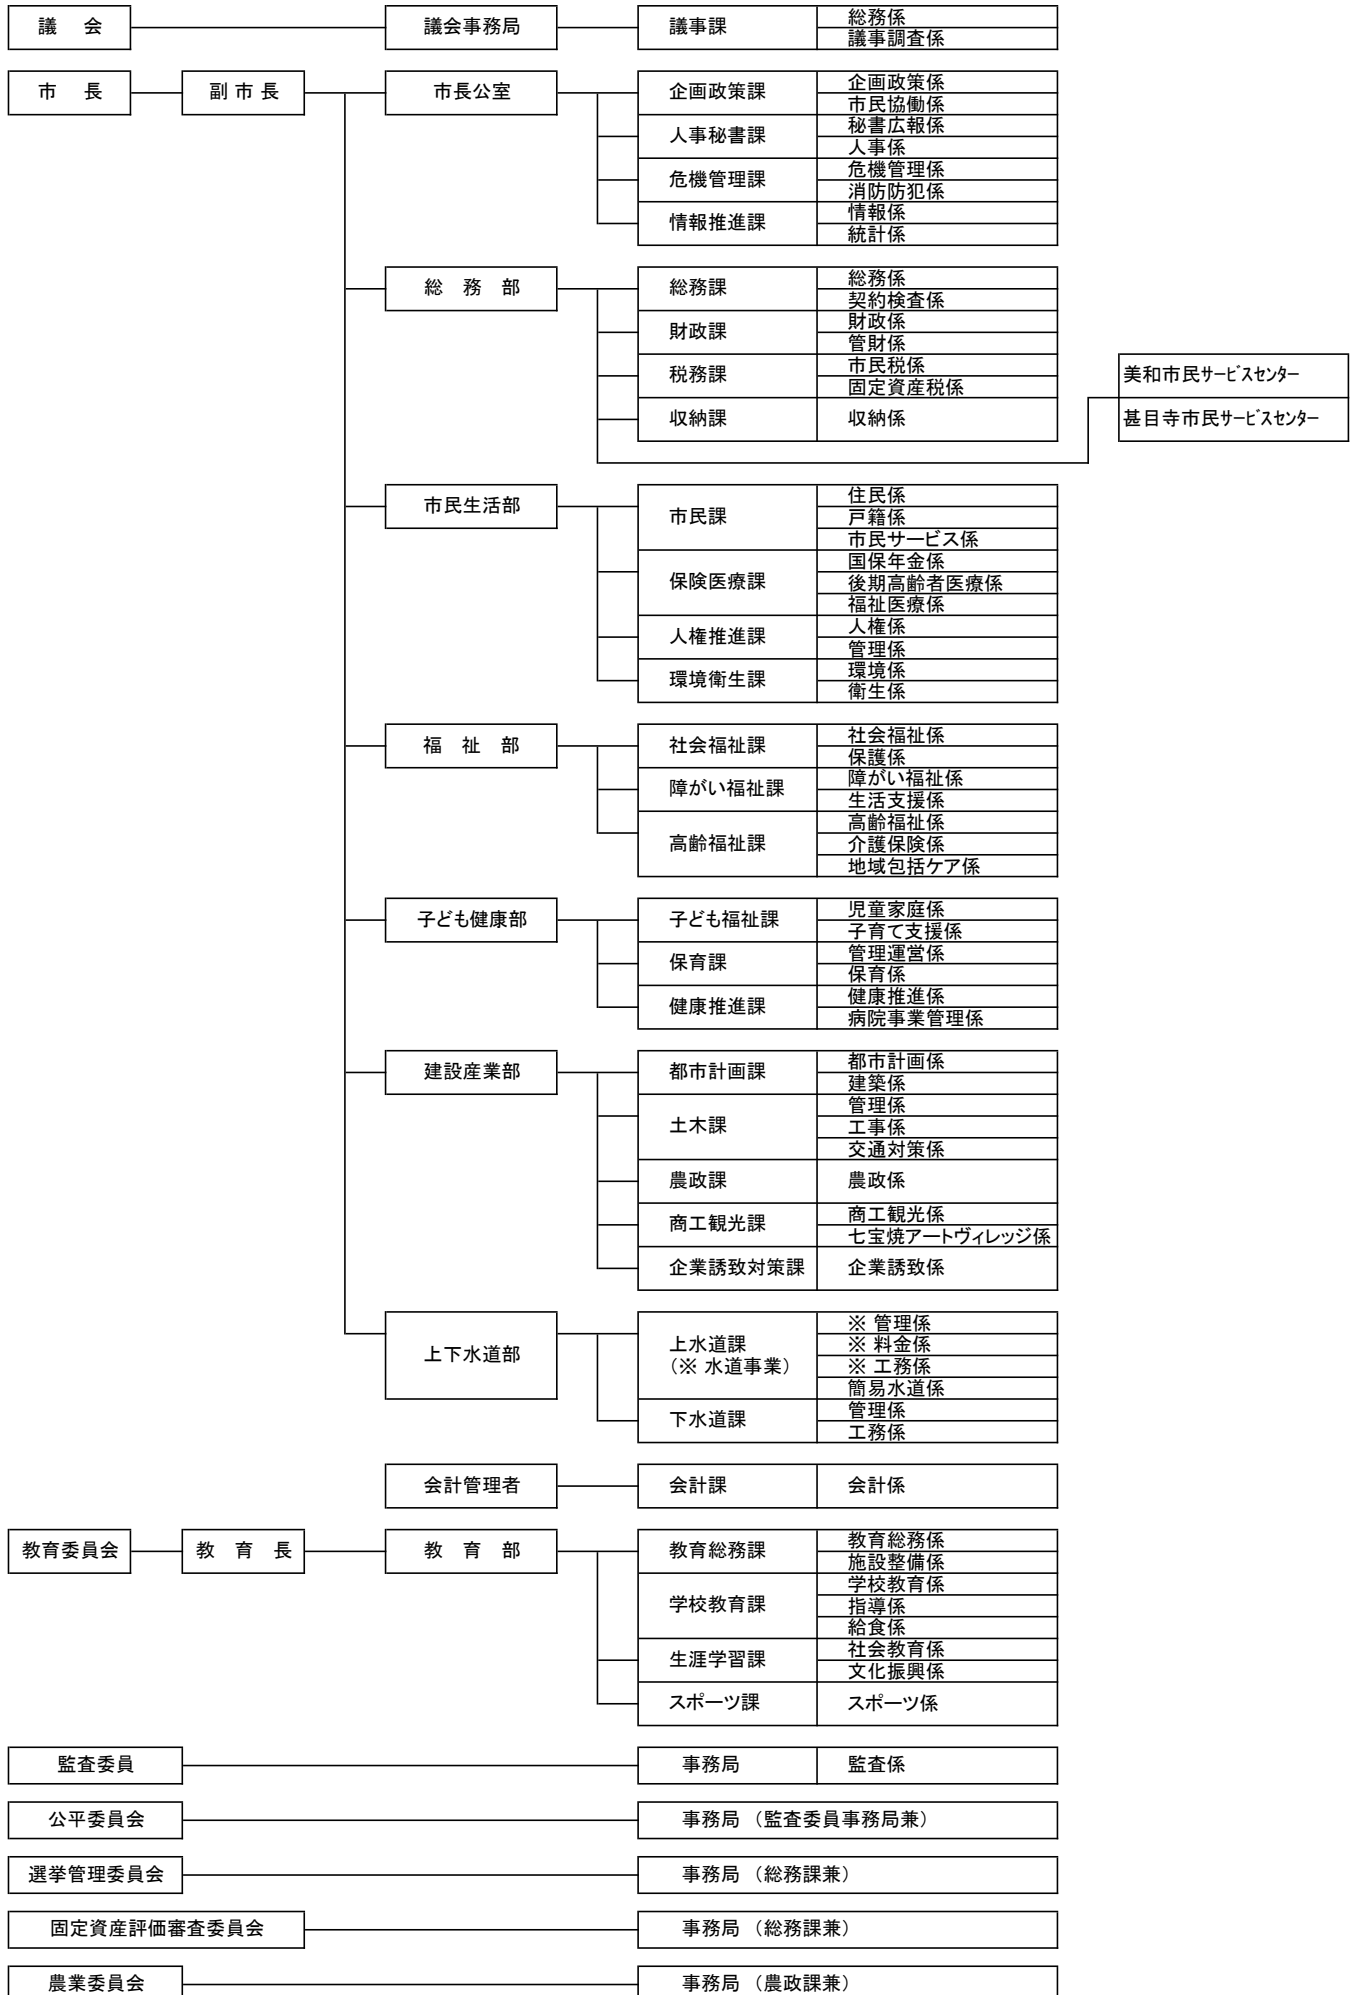 議 会
議会事務局
議事課
総務係
議事調査係
市 長
副 市 長
市長公室
企画政策課
企画政策係
市民協働係
人事秘書課
秘書広報係
人事係
危機管理課
危機管理係
消防防犯係
情報推進課
情報係
統計係
総 務 部
総務課
総務係
契約検査係
財政課
財政係
管財係
税務課
市民税係
固定資産税係
収納課
収納係
美和市民サービスセンター
甚目寺市民サービスセンター
市民生活部
市民課
住民係
戸籍係
市民サービス係
保険医療課
国保年金係
後期高齢者医療係
福祉医療係
人権推進課
人権係
管理係
環境衛生課
環境係
衛生係
福 祉 部
社会福祉課
社会福祉係
保護係
障がい福祉課
障がい福祉係
生活支援係
高齢福祉課
高齢福祉係
介護保険係
地域包括ケア係
子ども健康部
子ども福祉課
児童家庭係
子育て支援係
保育課
管理運営係
保育係
健康推進課
健康推進係
病院事業管理係
建設産業部
都市計画課
都市計画係
建築係
土木課
管理係
工事係
交通対策係
農政課
農政係
商工観光課
商工観光係
七宝焼アートヴィレッジ係
企業誘致対策課
企業誘致係
上下水道部
上水道課
（※ 水道事業）
※ 管理係
※ 料金係
※ 工務係
簡易水道係
下水道課
管理係
工務係
会計管理者
会計課
会計係
教育委員会
教 育 長
教 育 部
教育総務課
教育総務係
施設整備係
学校教育課
学校教育係
指導係
給食係
生涯学習課
社会教育係
文化振興係
スポーツ課
スポーツ係
監査委員
事務局
監査係
公平委員会
事務局 （監査委員事務局兼）
選挙管理委員会
事務局 （総務課兼）
固定資産評価審査委員会
事務局 （総務課兼）
農業委員会
事務局 （農政課兼）